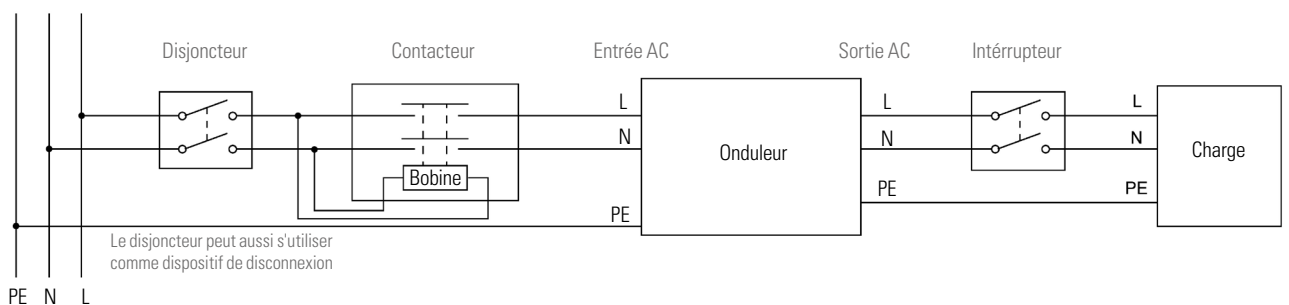 Disjoncteur
Contacteur
Entrée AC
Sortie AC
Intérrupteur
L
N
PE
Bobine
Onduleur
L
N
PE
L
N
PE
Charge
Le disjoncteur peut aussi s'utiliser
comme dispositif de disconnexion
PE N L